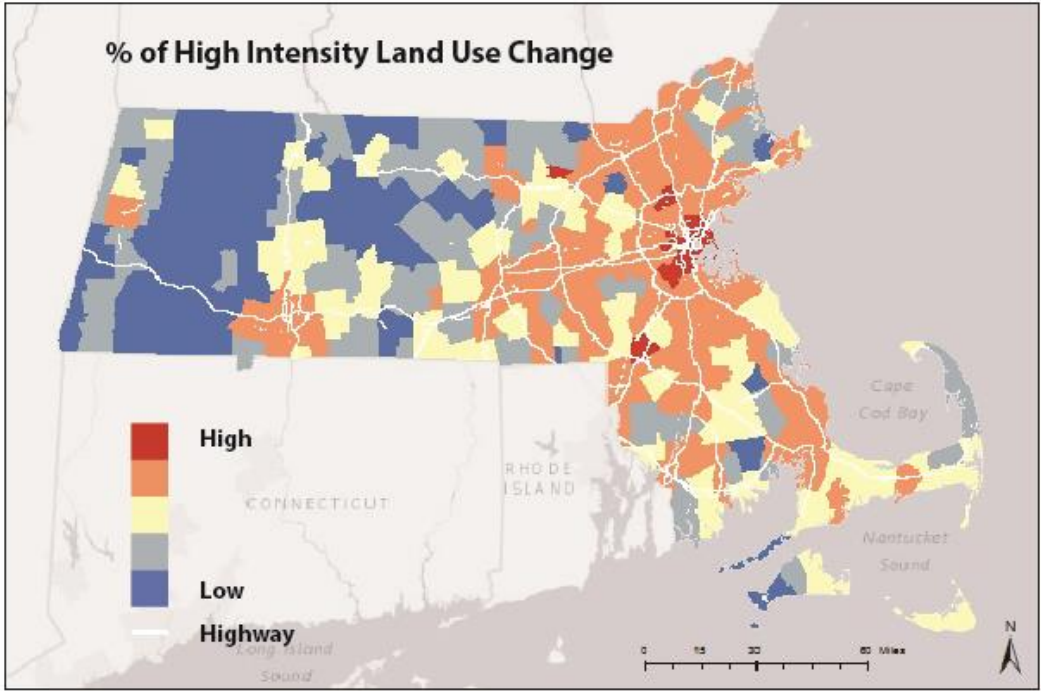 % of High Intensity Land Use Change
Cape
Cod Bay
High
RHODE
ISLAND
CONNECTICUT
Nantucket
Sound
Low
Highway
Long Island
Sound
N
0 15 30 60 Miles